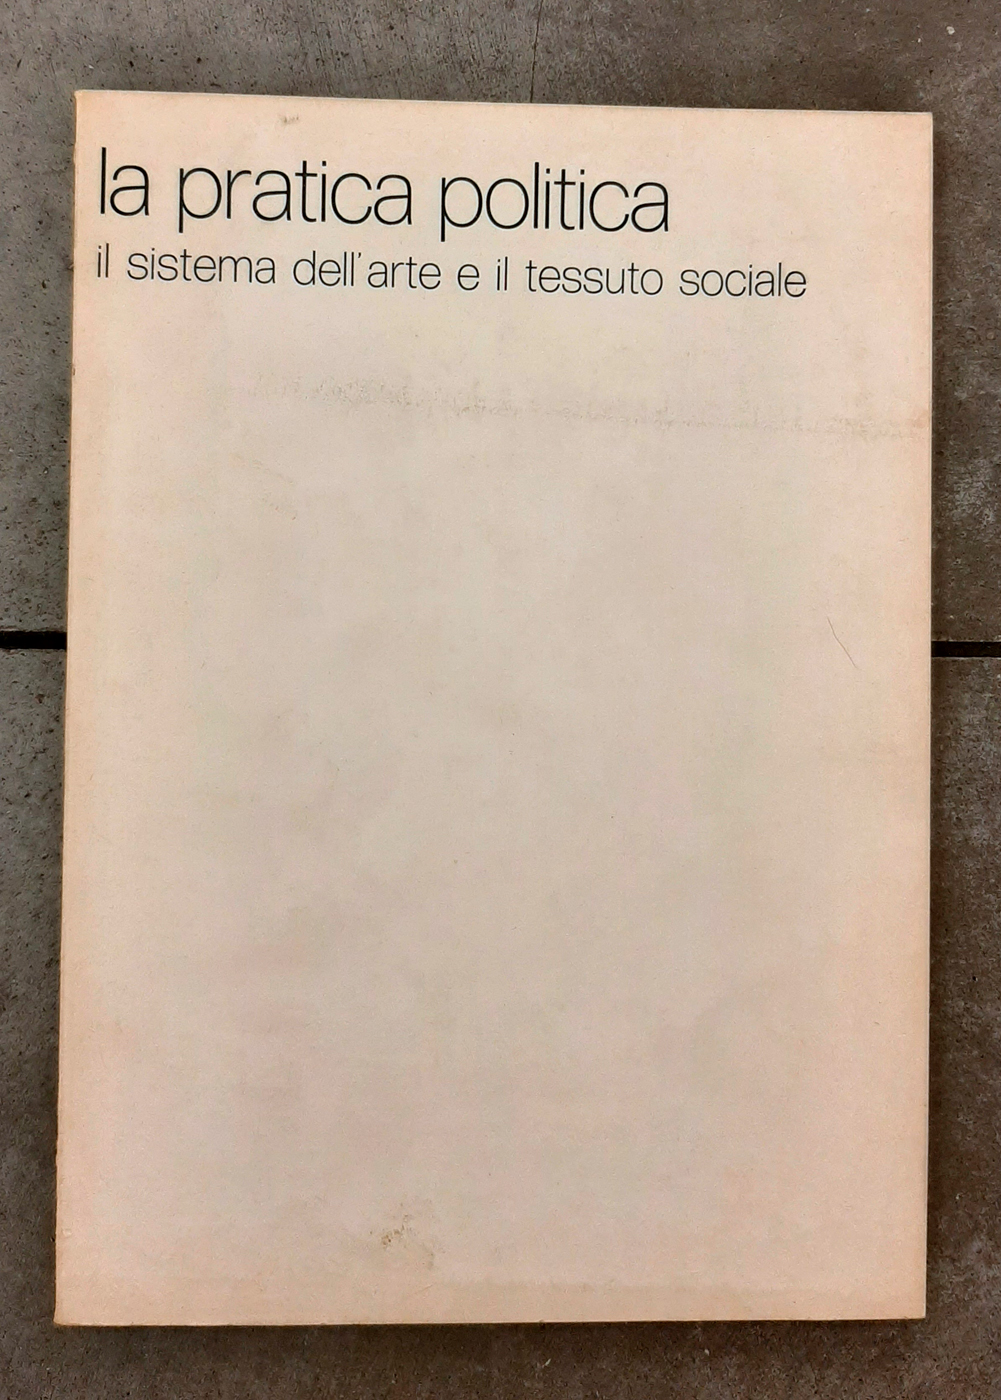 la pratica politica
il sistema dell'arte e il tessuto sociale